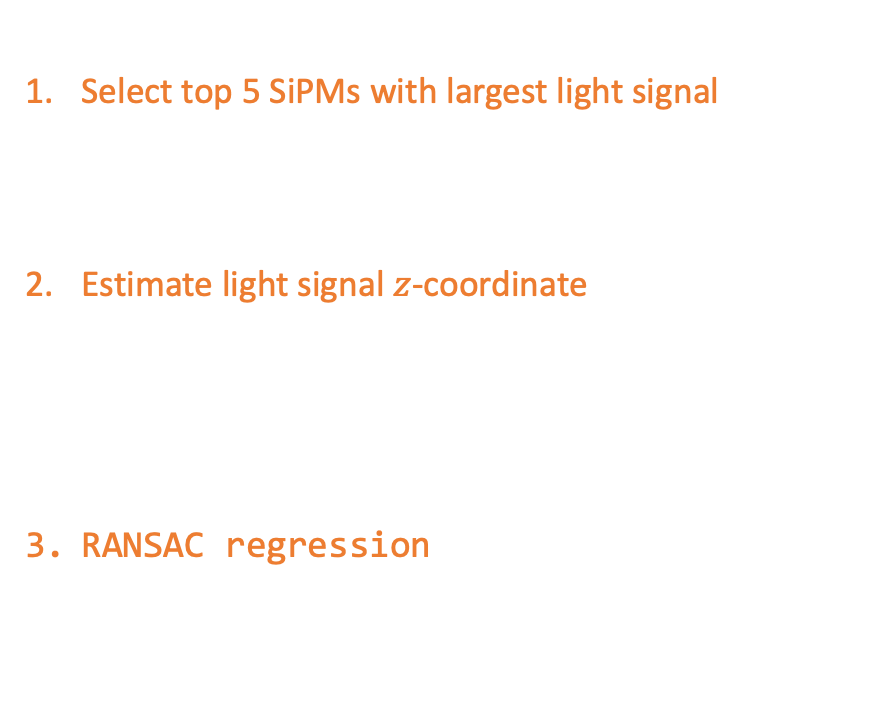 1. Select top 5 SiPMs with largest light signal
2. Estimate light signal z-coordinate
3. RANSAC regression